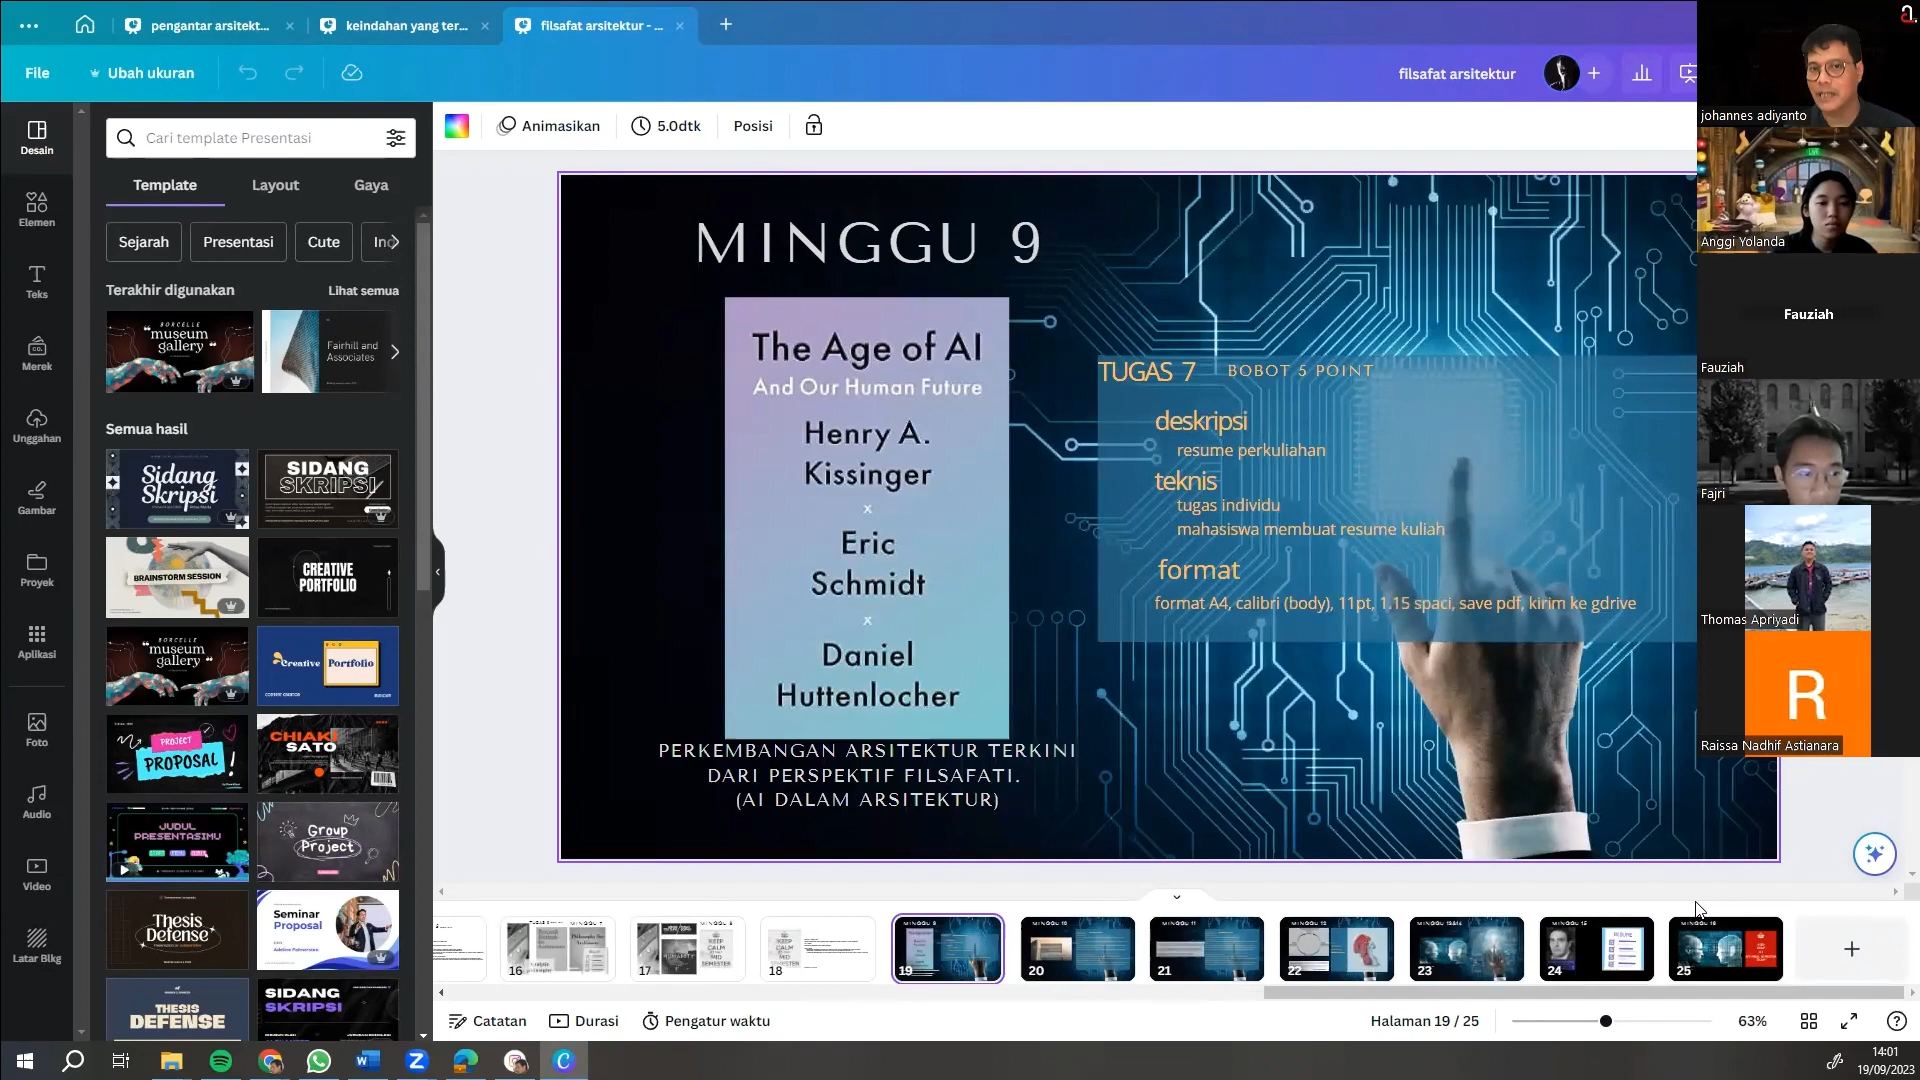 pengantar arsitekt...
keindahan yang ter...
filsafat arsitektur - ...
File
Ubah ukuran
filsafat arsitektur
Desain
Elemen
Teks
Merek
Unggahan
Gambar
Proyek
Aplikasi
Foto
Audio
Video
Latar Blkg
Cari template Presentasi
Template
Layout
Gaya
Sejarah
Presentasi
Cute
Terakhir digunakan
Lihat semua
BORCELLE
"museum
gallery"
Fairhill and
Associates
Semua hasil
Sidang
Skripsi
SIDANG
SKRIPSI
BRAINSTORM SESSION
CREATIVE
PORTFOLIO
BORCELLE
"museum
gallery"
Creative
Portfolio
PROJECT
PROPOSAL
CHIAKI
SATO
JUDUL
PRESENTASIMU
Group
Project
Thesis
Defense
Seminar
Proposal
THESIS
DEFENSE
SIDANG
SKRIPSI
Animasikan
5.0dtk
Posisi
MINGGU 9
The Age of AI
And Our Human Future
Henry A.
Kissinger
x
Eric
Schmidt
x
Daniel
Huttenlocher
PERKEMBANGAN ARSITEKTUR TERKINI
DARI PERSPEKTIF FILSAFATI.
(AI DALAM ARSITEKTUR)
TUGAS 7 BOBOT 5 POINT
deskripsi
resume perkuliahan
teknis
tugas individu
mahasiswa membuat resume kuliah
format
format A4, calibri (body), 11pt, 1.15 spaci, save pdf, kirim ke gdrive
johannes adiyanto
Anggi Yolanda
Fauziah
Fauziah
Fajri
Thomas Apriyadi
R
Raissa Nadhif Astianara
16
17
18
19
20
21
22
23
24
25
Catatan
Durasi
Pengatur waktu
Halaman 19 / 25
63%
14:01
19/09/2023